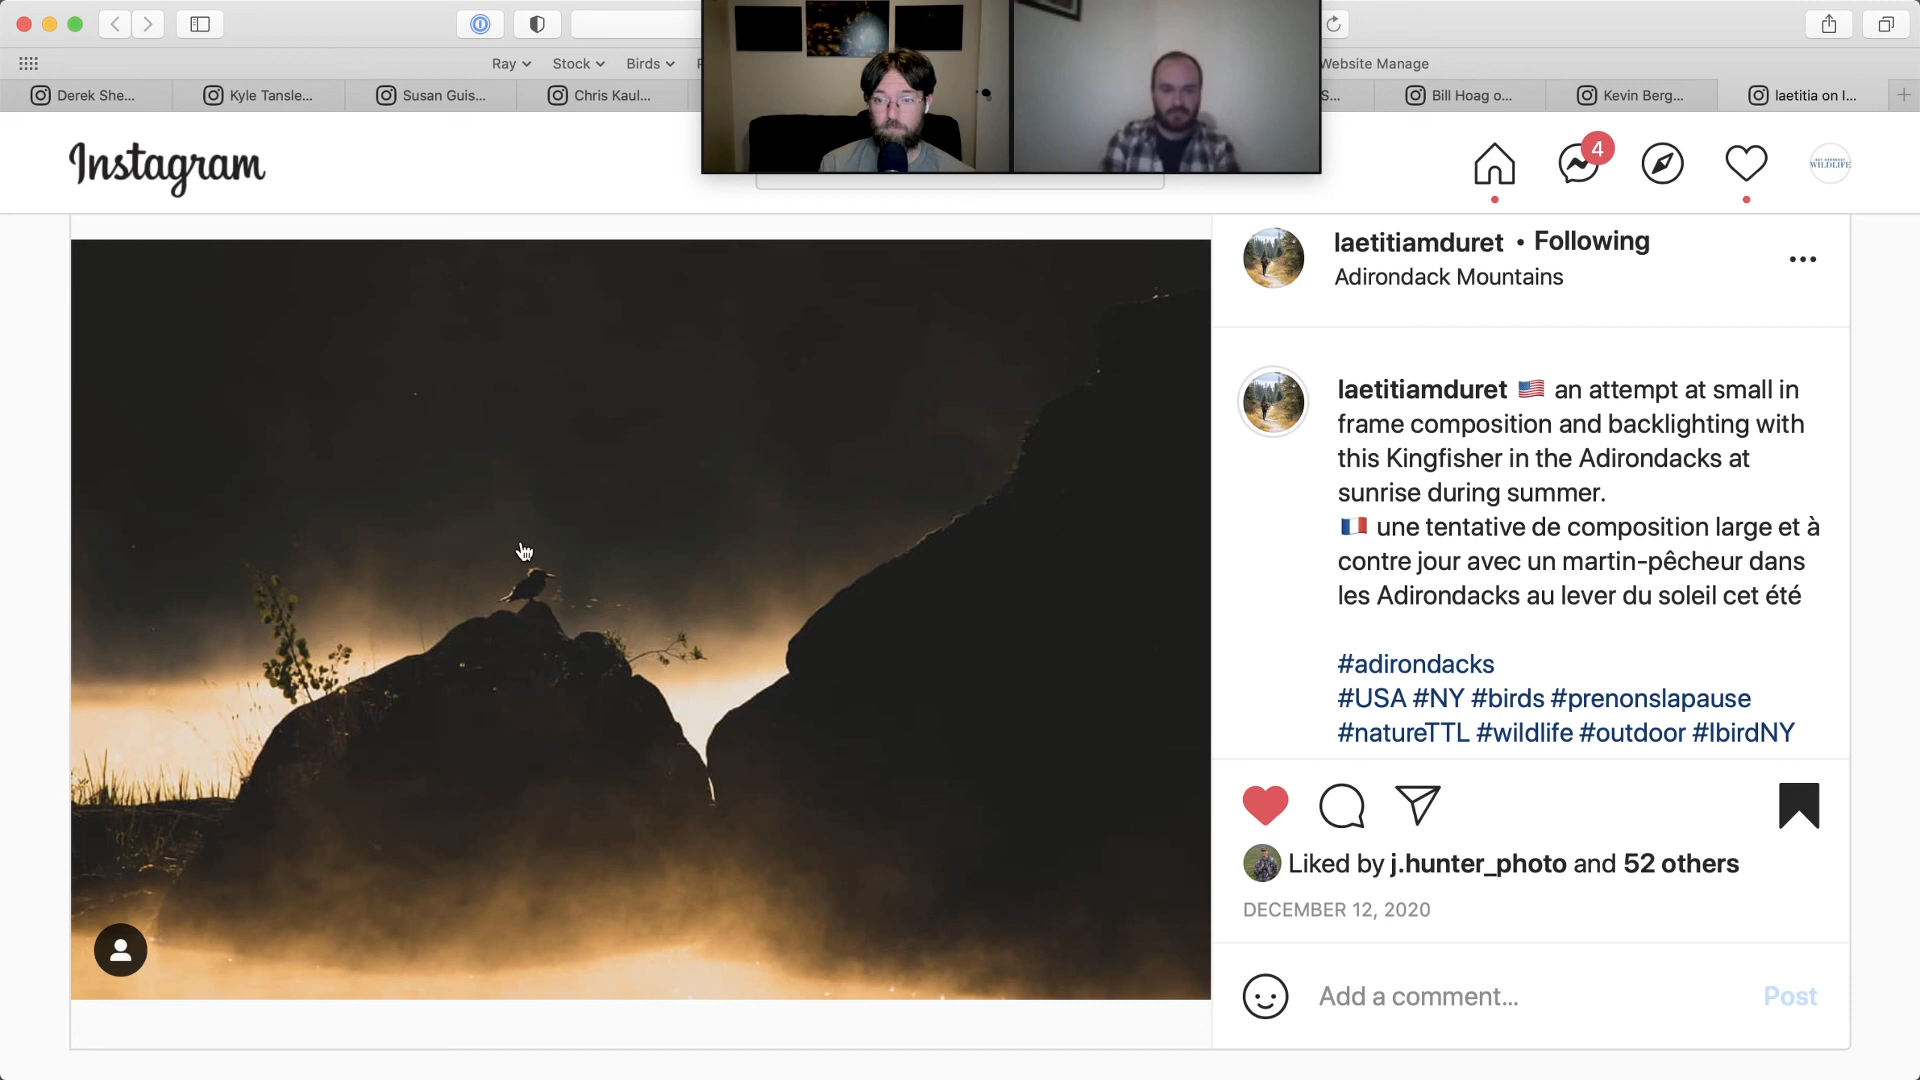 Ray
Stock
Birds
Website Manage
Derek She...
Kyle Tansle...
Susan Guis...
Chris Kaul...
S...
Bill Hoag o...
Kevin Berg...
laetitia on I...
Instagram
4
WILDLIFE
laetitiamduret • Following
Adirondack Mountains
laetitiamduret 🇺🇸 an attempt at small in
frame composition and backlighting with
this Kingfisher in the Adirondacks at
sunrise during summer.
🇫🇷 une tentative de composition large et à
contre jour avec un martin-pêcheur dans
les Adirondacks au lever du soleil cet été
#adirondacks
#USA #NY #birds #prenonslapause
#natureTTL #wildlife #outdoor #IbirdNY
Liked by j.hunter_photo and 52 others
DECEMBER 12, 2020
Add a comment...
Post